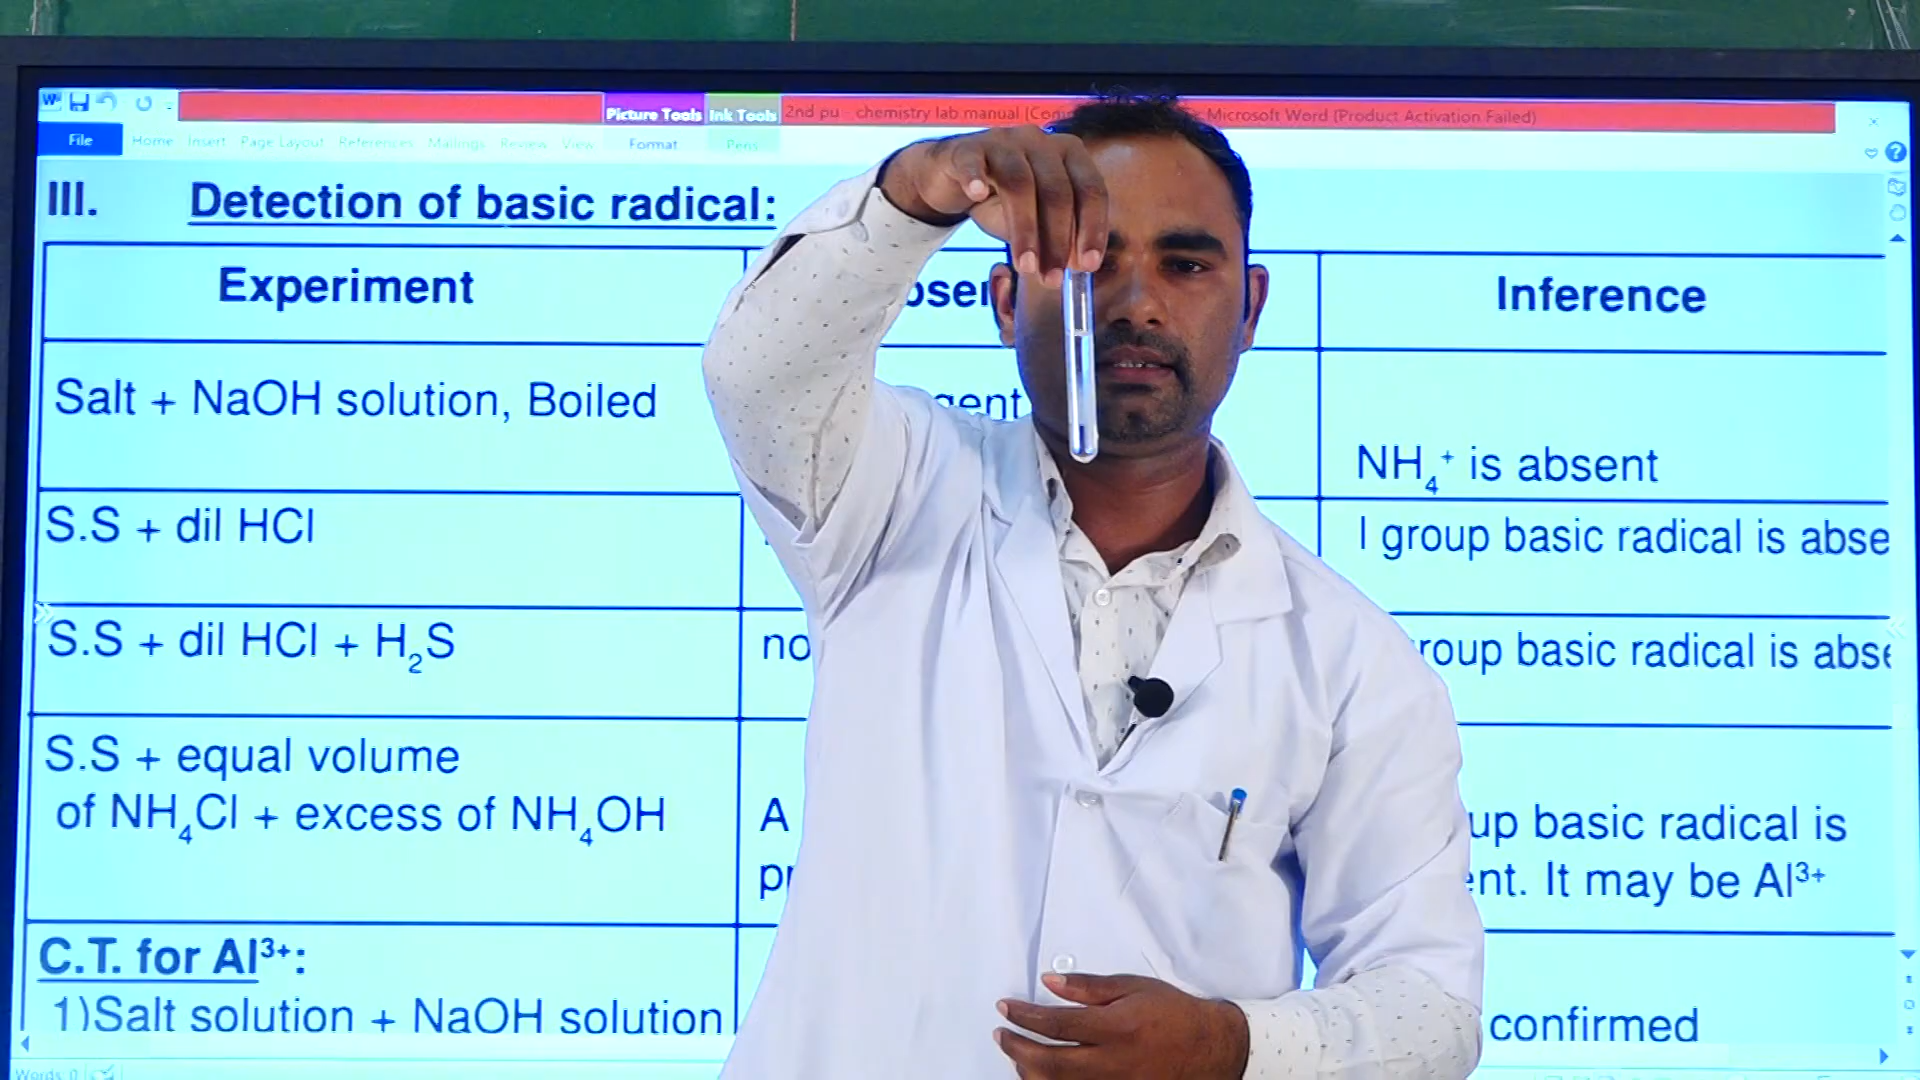 Picture Tools Ink Tools 2nd pu - chemistry lab manual Microsoft Word (Product Activation Failed)
File Home Insert Page Layout References Mailings Review View Format Pens
III. Detection of basic radical:
Experiment Inference
Salt + NaOH solution, Boiled
NH₄⁺ is absent
S.S + dil HCl I group basic radical is abse
S.S + dil HCl + H₂S no roup basic radical is abse
S.S + equal volume
of NH₄Cl + excess of NH₄OH A up basic radical is
ent. It may be Al³⁺
C.T. for Al³⁺:
1)Salt solution + NaOH solution confirmed
Words: 0